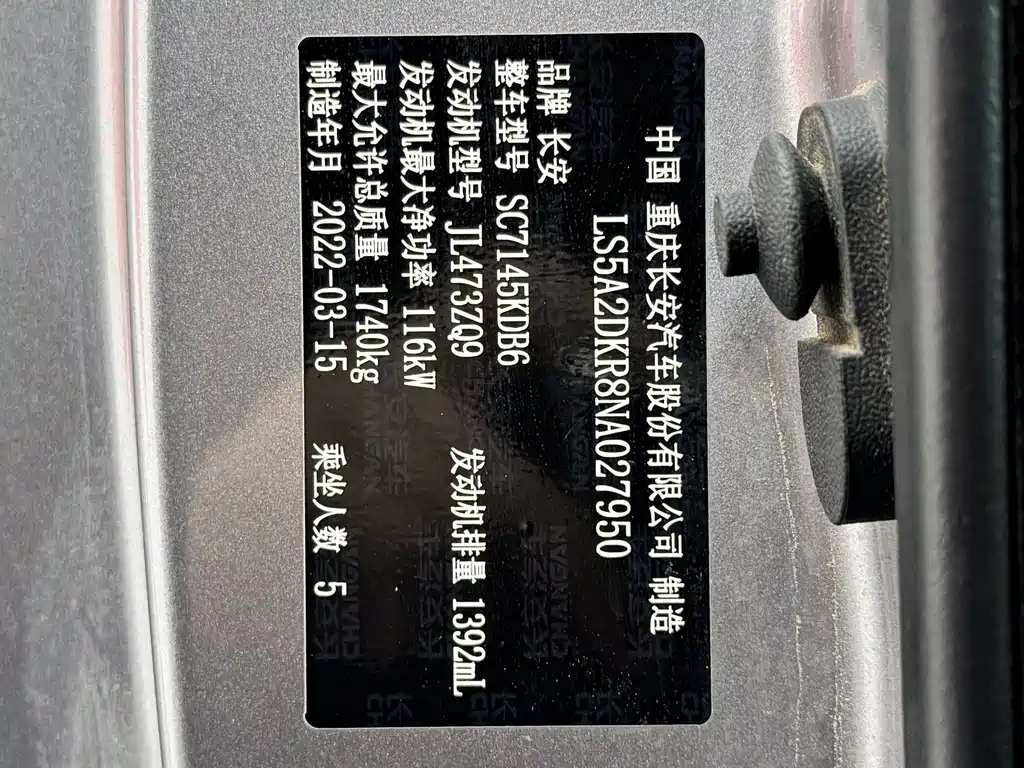 中国 重庆长安汽车股份有限公司 制造
LS5A2DKR8NA027950
品牌 长安
整车型号 SC7145KDB6
发动机型号 JL473ZQ9 发动机排量 1392mL
发动机最大净功率 116kW
最大允许总质量 1740kg
制造年月 2022-03-15 乘坐人数 5